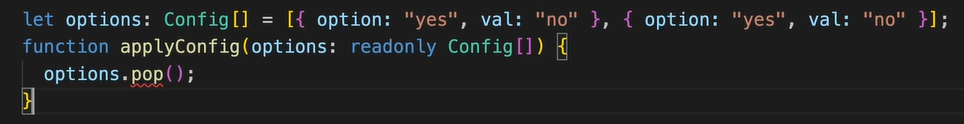 let options: Config[] = [{ option: "yes", val: "no" }, { option: "yes", val: "no" }];
function applyConfig(options: readonly Config[]) {
  options.pop();
}